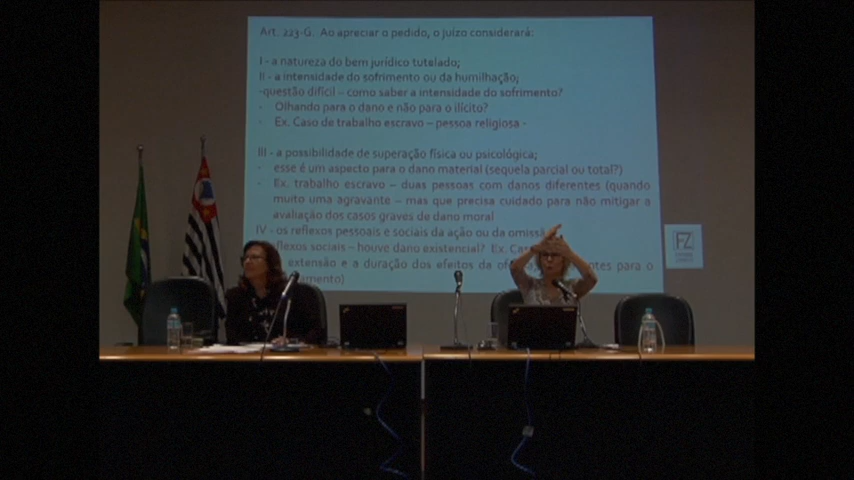 Art. 223-G. Ao apreciar o pedido, o juízo considerará:
I - a natureza do bem jurídico tutelado;
II - a intensidade do sofrimento ou da humilhação;
-questão difícil – como saber a intensidade do sofrimento?
- Olhando para o dano e não para o ilícito?
- Ex. Caso de trabalho escravo – pessoa religiosa -
III - a possibilidade de superação física ou psicológica;
- esse é um aspecto para o dano material (sequela parcial ou total?)
- Ex. trabalho escravo – duas pessoas com danos diferentes (quando
muito uma agravante – mas que precisa cuidado para não mitigar a
avaliação dos casos graves de dano moral
IV - os reflexos pessoais e sociais da ação ou da
sociais – houve dano existencial? Ex.
extensão e a duração dos efeitos da para o
FZ